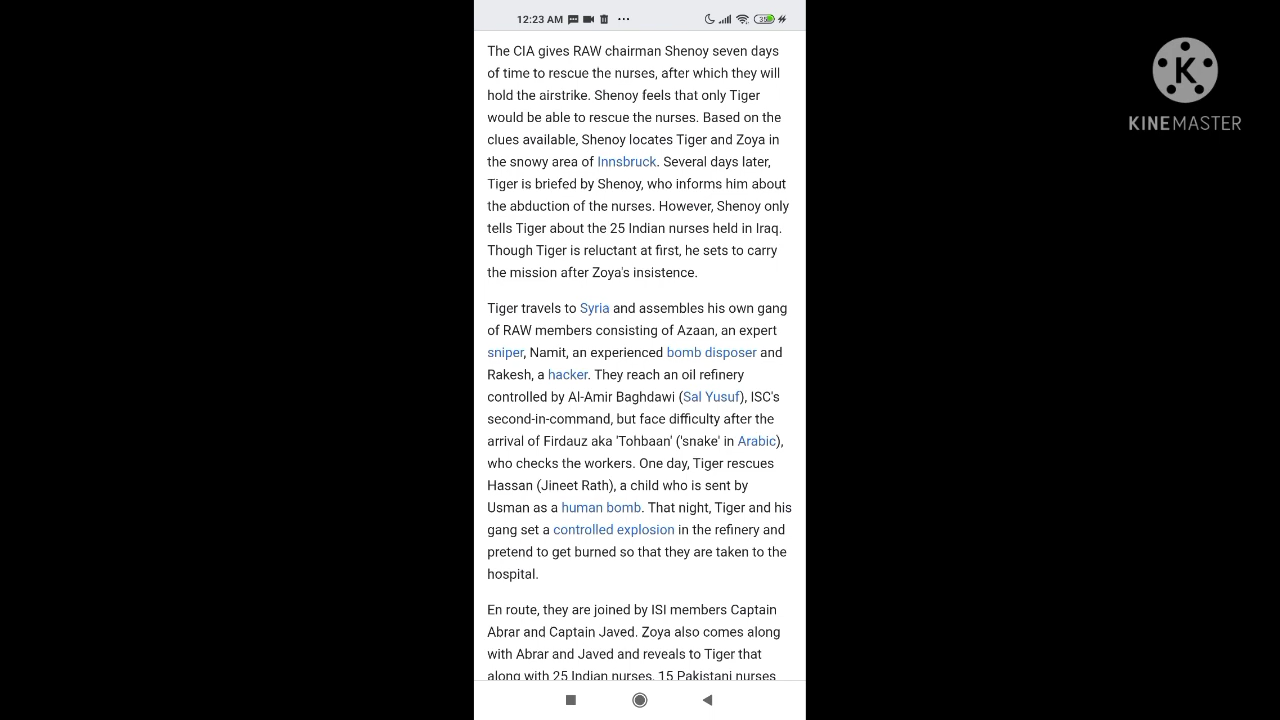 12:23 AM
35
The CIA gives RAW chairman Shenoy seven days
of time to rescue the nurses, after which they will
hold the airstrike. Shenoy feels that only Tiger
would be able to rescue the nurses. Based on the
clues available, Shenoy locates Tiger and Zoya in
the snowy area of Innsbruck. Several days later,
Tiger is briefed by Shenoy, who informs him about
the abduction of the nurses. However, Shenoy only
tells Tiger about the 25 Indian nurses held in Iraq.
Though Tiger is reluctant at first, he sets to carry
the mission after Zoya's insistence.
Tiger travels to Syria and assembles his own gang
of RAW members consisting of Azaan, an expert
sniper, Namit, an experienced bomb disposer and
Rakesh, a hacker. They reach an oil refinery
controlled by Al-Amir Baghdawi (Sal Yusuf), ISC's
second-in-command, but face difficulty after the
arrival of Firdauz aka 'Tohbaan' ('snake' in Arabic),
who checks the workers. One day, Tiger rescues
Hassan (Jineet Rath), a child who is sent by
Usman as a human bomb. That night, Tiger and his
gang set a controlled explosion in the refinery and
pretend to get burned so that they are taken to the
hospital.
En route, they are joined by ISI members Captain
Abrar and Captain Javed. Zoya also comes along
with Abrar and Javed and reveals to Tiger that
along with 25 Indian nurses, 15 Pakistani nurses
K
KINEMASTER